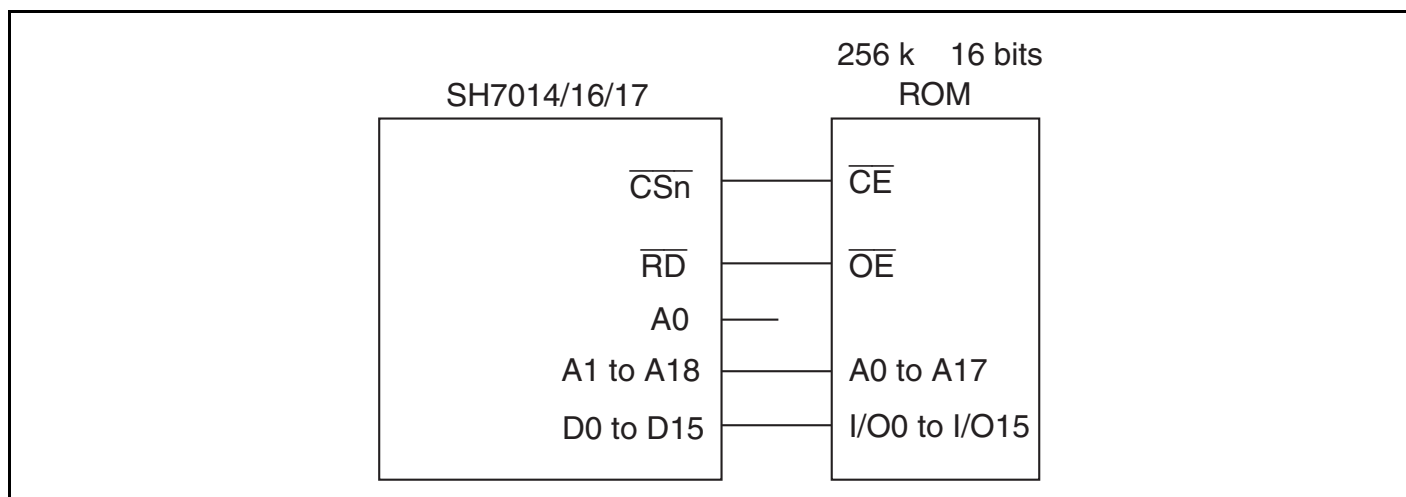 256 k 16 bits
SH7014/16/17 ROM
CSn CE
RD OE
A0
A1 to A18 A0 to A17
D0 to D15 I/O0 to I/O15